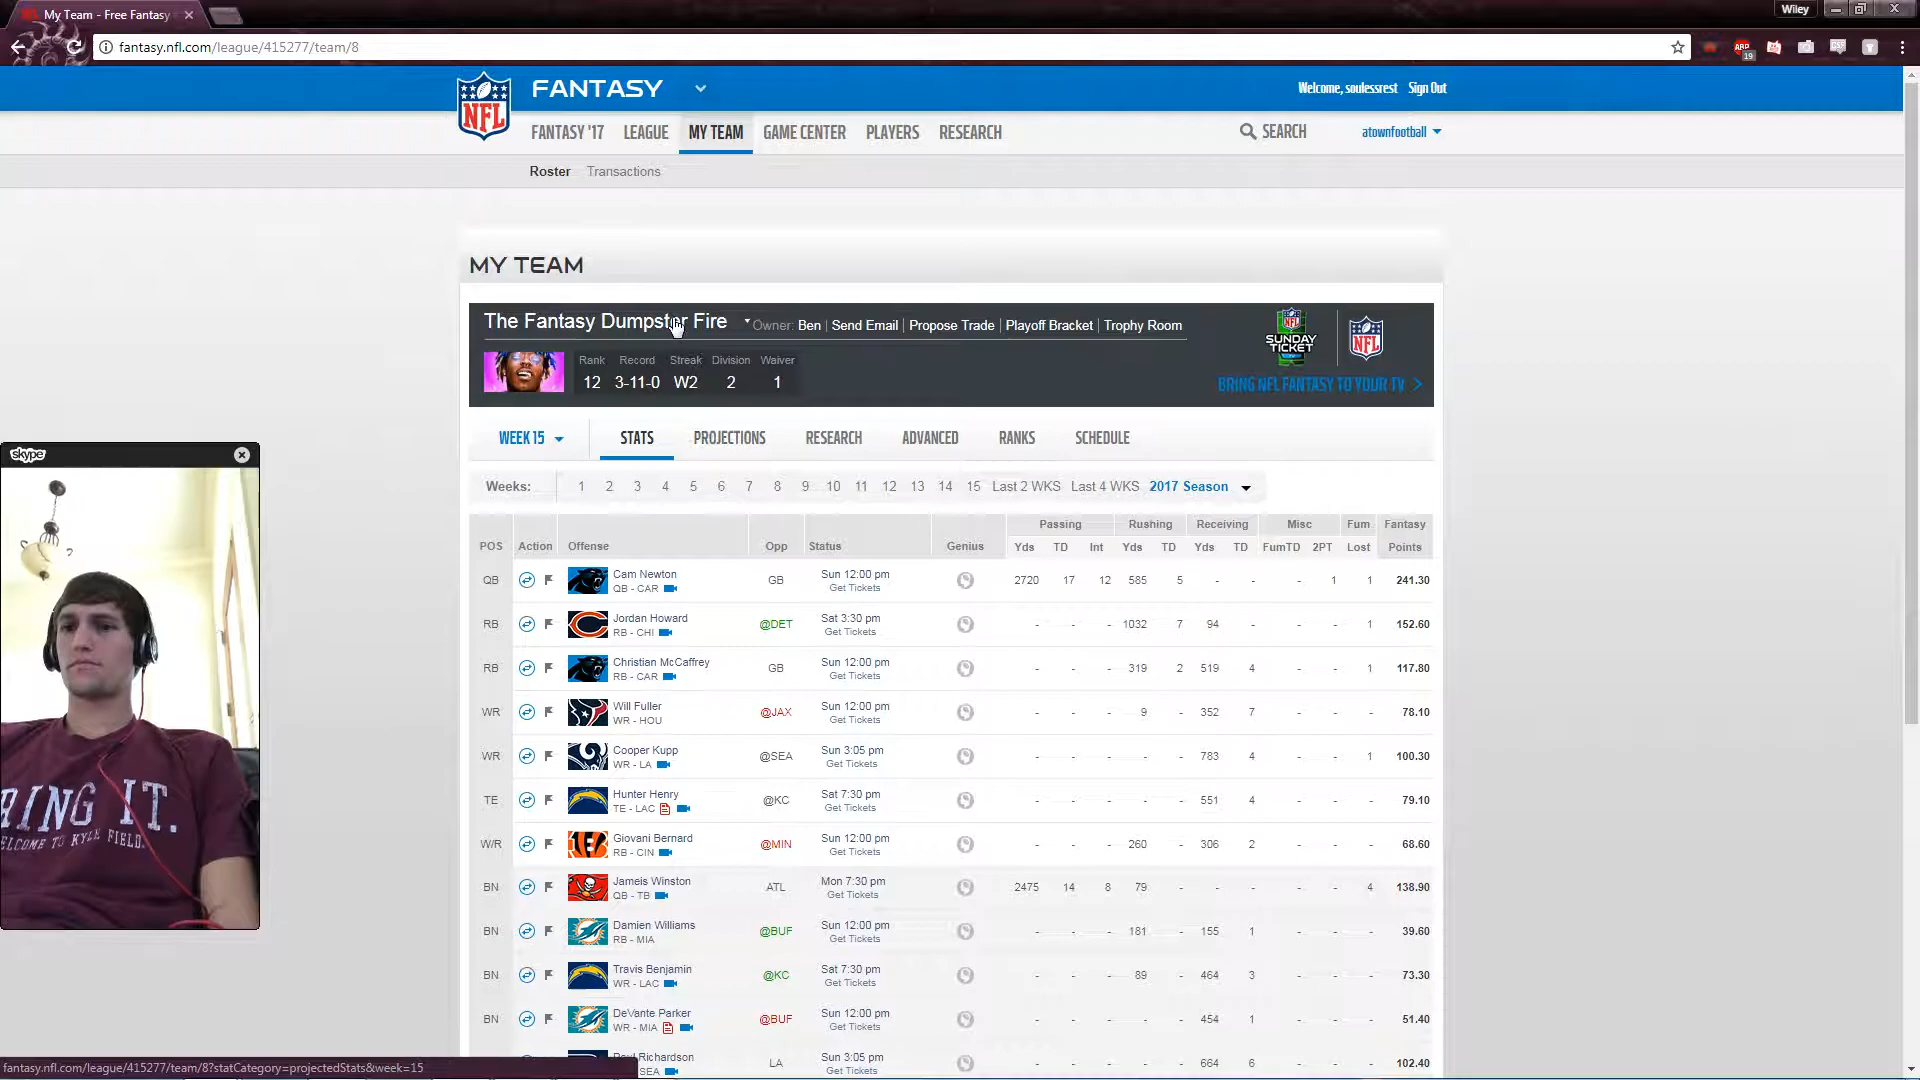 My Team - Free Fantasy
Wiley
fantasy.nfl.com/league/415277/team/8
ABP
19
NFL
FANTASY
Welcome, soulessrest Sign Out
FANTASY '17 LEAGUE MY TEAM GAME CENTER PLAYERS RESEARCH SEARCH atownfootball
Roster Transactions
MY TEAM
The Fantasy Dumpster Fire Owner: Ben | Send Email | Propose Trade | Playoff Bracket | Trophy Room
NFL
SUNDAY
TICKET
NFL
Rank Record Streak Division Waiver
12 3-11-0 W2 2 1
BRING NFL FANTASY TO YOUR TV
WEEK 15 STATS PROJECTIONS RESEARCH ADVANCED RANKS SCHEDULE
skype
Weeks: 1 2 3 4 5 6 7 8 9 10 11 12 13 14 15 Last 2 WKS Last 4 WKS 2017 Season
Passing Rushing Receiving Misc Fum Fantasy
POS Action Offense Opp Status Genius Yds TD Int Yds TD Yds TD FumTD 2PT Lost Points
QB Cam Newton GB Sun 12:00 pm 2720 17 12 585 5 - - - 1 1 241.30
QB - CAR Get Tickets
RB Jordan Howard @DET Sat 3:30 pm - - - 1032 7 94 - - - 1 152.60
RB - CHI Get Tickets
RB Christian McCaffrey GB Sun 12:00 pm - - - 319 2 519 4 - - 1 117.80
RB - CAR Get Tickets
WR Will Fuller @JAX Sun 12:00 pm - - - 9 - 352 7 - - - 78.10
WR - HOU Get Tickets
WR Cooper Kupp @SEA Sun 3:05 pm - - - - - 783 4 - - 1 100.30
WR - LA Get Tickets
TE Hunter Henry @KC Sat 7:30 pm - - - - - 551 4 - - - 79.10
TE - LAC Get Tickets
W/R Giovani Bernard @MIN Sun 12:00 pm - - - 260 - 306 2 - - - 68.60
RB - CIN Get Tickets
BN Jameis Winston ATL Mon 7:30 pm 2475 14 8 79 - - - - - 4 138.90
QB - TB Get Tickets
BN Damien Williams @BUF Sun 12:00 pm - - - 181 - 155 1 - - - 39.60
RB - MIA Get Tickets
BN Travis Benjamin @KC Sat 7:30 pm - - - 89 - 464 3 - - - 73.30
WR - LAC Get Tickets
BN DeVante Parker @BUF Sun 12:00 pm - - - - - 454 1 - - - 51.40
WR - MIA Get Tickets
Paul Richardson LA Sun 3:05 pm - - - - - 664 6 - - - 102.40
SEA Get Tickets
RING IT.
ELCOME TO KYLE FIELD.
fantasy.nfl.com/league/415277/team/8?statCategory=projectedStats&week=15